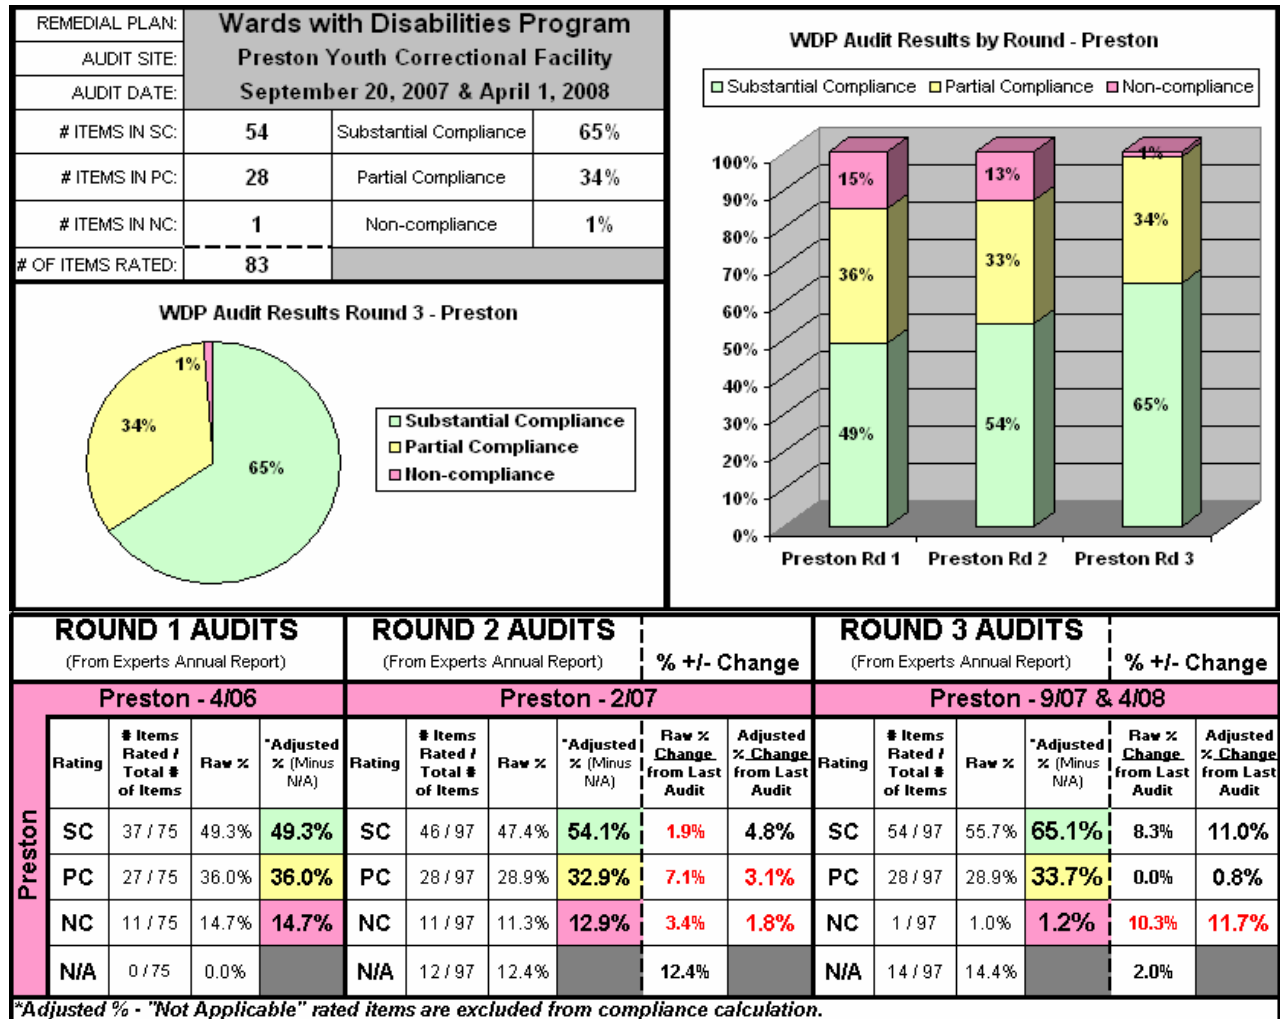 REMEDIAL PLAN: Wards with Disabilities Program
AUDIT SITE: Preston Youth Correctional Facility
AUDIT DATE: September 20, 2007 & April 1, 2008
# ITEMS IN SC: 54 Substantial Compliance 65%
# ITEMS IN PC: 28 Partial Compliance 34%
# ITEMS IN NC: 1 Non-compliance 1%
# OF ITEMS RATED: 83
WDP Audit Results Round 3 - Preston
1%
34%
65%
Substantial Compliance
Partial Compliance
Non-compliance
WDP Audit Results by Round - Preston
Substantial Compliance Partial Compliance Non-compliance
100%
90%
80%
70%
60%
50%
40%
30%
20%
10%
0%
15% 13% 1%
36% 33% 34%
49% 54% 65%
Preston Rd 1 Preston Rd 2 Preston Rd 3
ROUND 1 AUDITS
(From Experts Annual Report)
ROUND 2 AUDITS
(From Experts Annual Report)
% +/- Change
ROUND 3 AUDITS
(From Experts Annual Report)
% +/- Change
Preston - 4/06 Preston - 2/07 Preston - 9/07 & 4/08
Preston
Rating
# Items
Rated /
Total #
of Items
Raw %
*Adjusted
% (Minus
N/A)
Rating
# Items
Rated /
Total #
of Items
Raw %
*Adjusted
% (Minus
N/A)
Raw %
Change
from Last
Audit
Adjusted
% Change
from Last
Audit
Rating
# Items
Rated /
Total #
of Items
Raw %
*Adjusted
% (Minus
N/A)
Raw %
Change
from Last
Audit
Adjusted
% Change
from Last
Audit
SC 37 / 75 49.3% 49.3% SC 46 / 97 47.4% 54.1% 1.9% 4.8% SC 54 / 97 55.7% 65.1% 8.3% 11.0%
PC 27 / 75 36.0% 36.0% PC 28 / 97 28.9% 32.9% 7.1% 3.1% PC 28 / 97 28.9% 33.7% 0.0% 0.8%
NC 11 / 75 14.7% 14.7% NC 11 / 97 11.3% 12.9% 3.4% 1.8% NC 1 / 97 1.0% 1.2% 10.3% 11.7%
N/A 0 / 75 0.0% N/A 12 / 97 12.4% 12.4% N/A 14 / 97 14.4% 2.0%
*Adjusted % - "Not Applicable" rated items are excluded from compliance calculation.